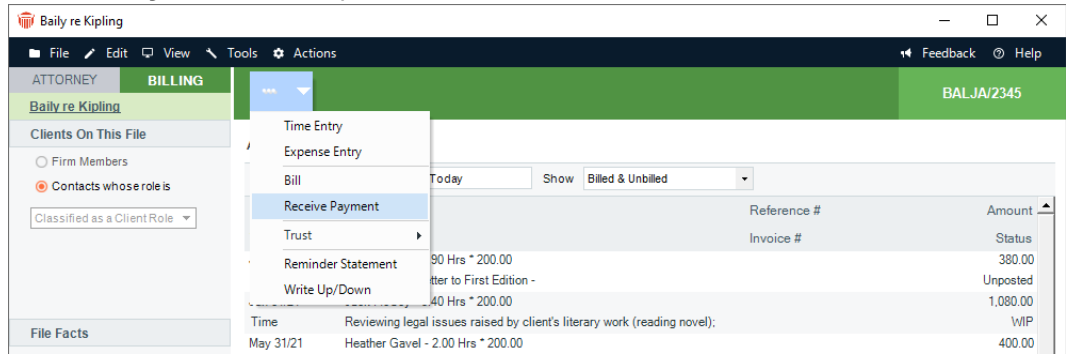 Baily re Kipling
File Edit View Tools Actions Feedback Help
ATTORNEY BILLING
BALJA/2345
Baily re Kipling
Clients On This File
Firm Members
Contacts whose role is
Classified as a Client Role
Time Entry
Expense Entry
Bill
Receive Payment
Trust
Reminder Statement
Write Up/Down
Today Show Billed & Unbilled
Reference # Amount
Invoice # Status
90 Hrs * 200.00 380.00
tter to First Edition - Unposted
40 Hrs * 200.00 1,080.00
Time Reviewing legal issues raised by client's literary work (reading novel); WIP
May 31/21 Heather Gavel - 2.00 Hrs * 200.00 400.00
File Facts